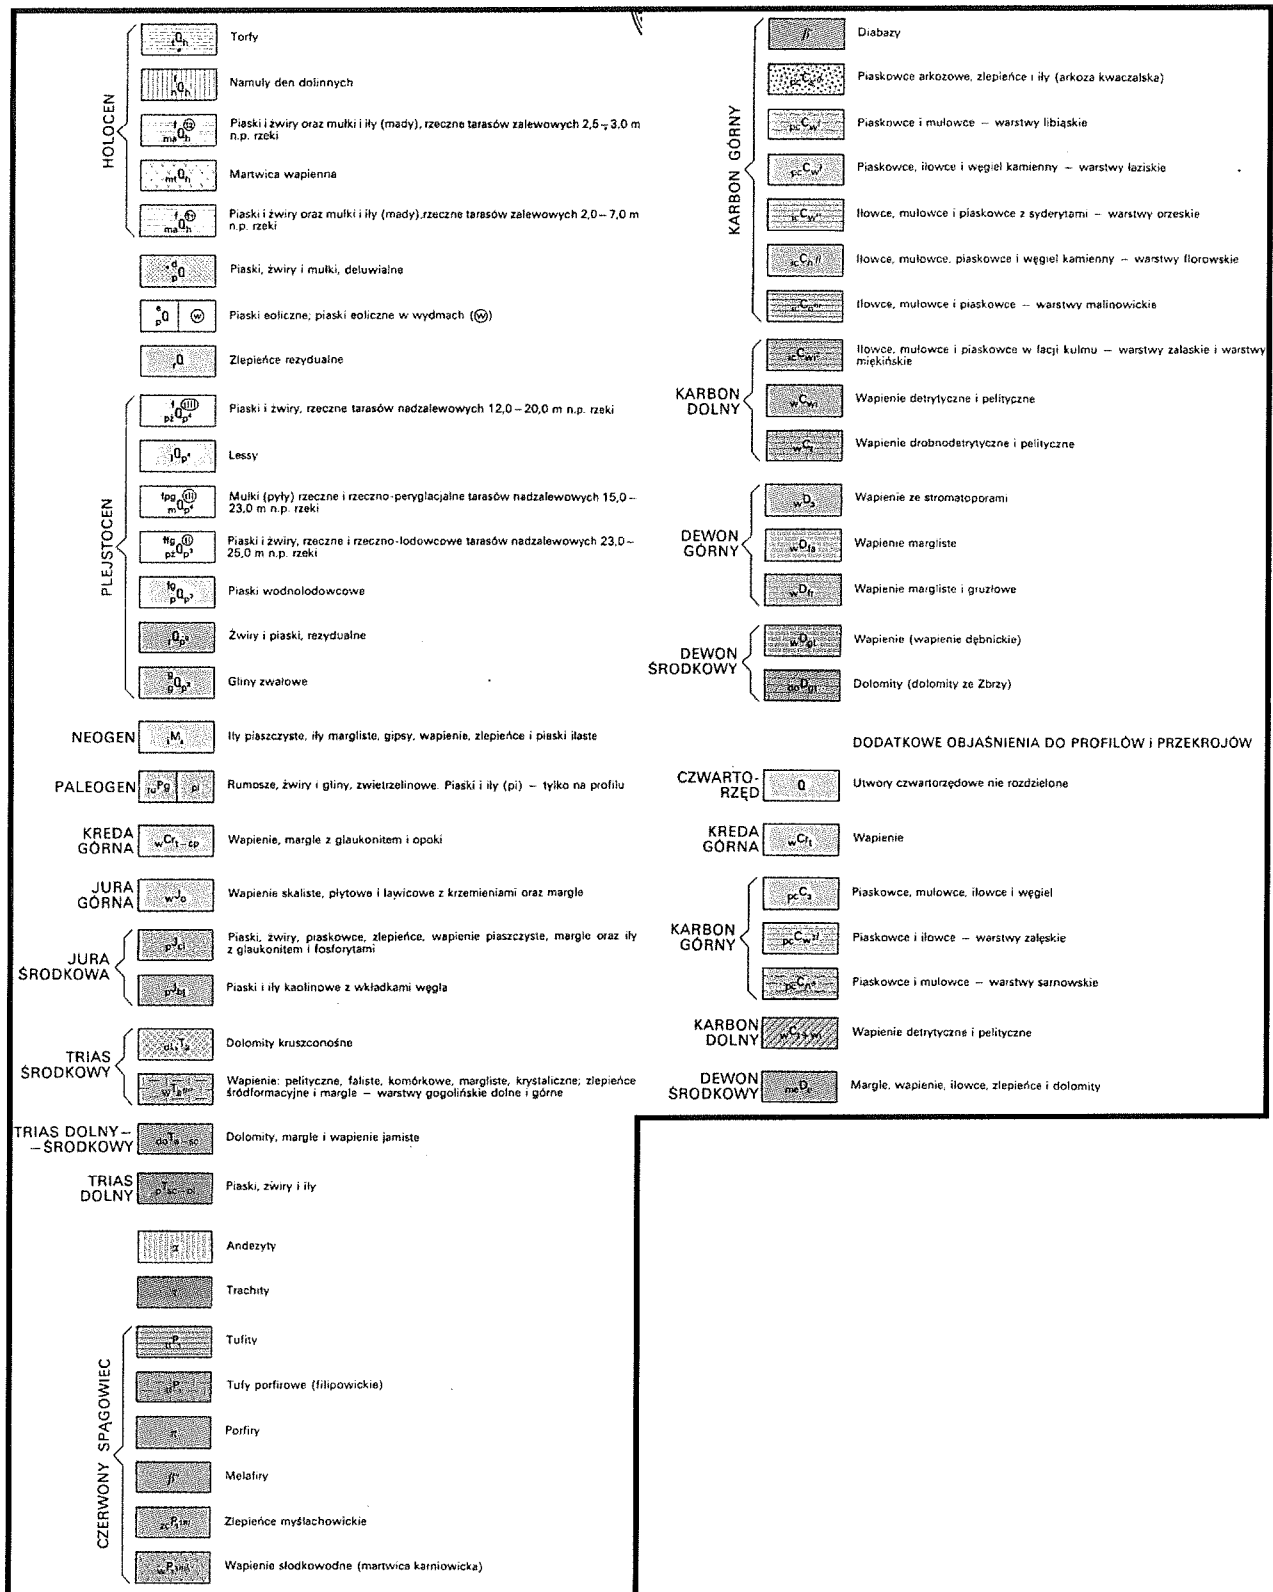 HOLOCEN
Torfy
Namuły den dolinnych
Piaski i żwiry oraz mułki i iły (mady), rzeczne tarasów zalewowych 2,5 – 3,0 m
n.p. rzeki
Martwica wapienna
Piaski i żwiry oraz mułki i iły (mady), rzeczne tarasów zalewowych 2,0 – 7,0 m
n.p. rzeki
Piaski, żwiry i mułki, deluwialne
Piaski eoliczne; piaski eoliczne w wydmach (w)
Zlepieńce rezydualne
PLEJSTOCEN
Piaski i żwiry, rzeczne tarasów nadzalewowych 12,0 – 20,0 m n.p. rzeki
Lessy
Mułki (pyły) rzeczne i rzeczno-peryglacjalne tarasów nadzalewowych 15,0 –
23,0 m n.p. rzeki
Piaski i żwiry, rzeczne i rzeczno-lodowcowe tarasów nadzalewowych 23,0 –
25,0 m n.p. rzeki
Piaski wodnolodowcowe
Żwiry i piaski, rezydualne
Gliny zwałowe
NEOGEN
Iły piaszczyste, iły margliste, gipsy, wapienie, zlepieńce i piaski ilaste
PALEOGEN
Rumosze, żwiry i gliny, zwietrzelinowe. Piaski i iły (pi) – tylko na profilu
KREDA
GÓRNA
Wapienie, margle z glaukonitem i opoki
JURA
GÓRNA
Wapienie skaliste, płytowe i ławicowe z krzemieniami oraz margle
JURA
ŚRODKOWA
Piaski, żwiry, piaskowce, zlepieńce, wapienie piaszczyste, margle oraz iły
z glaukonitem i fosforytami
Piaski i iły kaolinowe z wkładkami węgla
TRIAS
ŚRODKOWY
Dolomity kruszconośne
Wapienie: pelityczne, faliste, komórkowe, margliste, krystaliczne; zlepieńce
śródformacyjne i margle – warstwy gogolińskie dolne i górne
TRIAS DOLNY –
– ŚRODKOWY
Dolomity, margle i wapienie jamiste
TRIAS
DOLNY
Piaski, żwiry i iły
α
Andezyty
τ
Trachity
CZERWONY SPĄGOWIEC
Tufity
Tufy porfirowe (filipowickie)
π
Porfiry
Melafiry
Zlepieńce myślachowickie
Wapienie słodkowodne (martwica karniowicka)
KARBON GÓRNY
Diabazy
Piaskowce arkozowe, zlepieńce i iły (arkoza kwaczalska)
Piaskowce i mułowce – warstwy libiąskie
Piaskowce, iłowce i węgiel kamienny – warstwy łaziskie
Iłowce, mułowce i piaskowce z syderytami – warstwy orzeskie
Iłowce, mułowce, piaskowce i węgiel kamienny – warstwy florowskie
Iłowce, mułowce i piaskowce – warstwy malinowickie
KARBON
DOLNY
Iłowce, mułowce i piaskowce w facji kulmu – warstwy zalaskie i warstwy
miękińskie
Wapienie detrytyczne i pelityczne
Wapienie drobnodetrytyczne i pelityczne
DEWON
GÓRNY
Wapienie ze stromatoporami
Wapienie margliste
Wapienie margliste i gruzłowe
DEWON
ŚRODKOWY
Wapienie (wapienie dębnickie)
Dolomity (dolomity ze Zbrzy)
DODATKOWE OBJAŚNIENIA DO PROFILÓW i PRZEKROJÓW
CZWARTO-
RZĘD
Q
Utwory czwartorzędowe nie rozdzielone
KREDA
GÓRNA
Wapienie
KARBON
GÓRNY
Piaskowce, mułowce, iłowce i węgiel
Piaskowce i iłowce – warstwy załęskie
Piaskowce i mułowce – warstwy sarnowskie
KARBON
DOLNY
Wapienie detrytyczne i pelityczne
DEWON
ŚRODKOWY
Margle, wapienie, iłowce, zlepieńce i dolomity